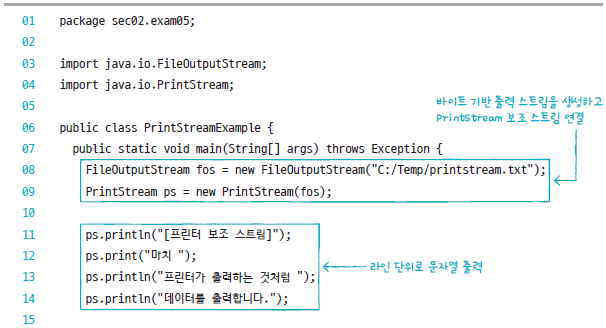 01 package sec02.exam05;
02
03 import java.io.FileOutputStream;
04 import java.io.PrintStream;
05
바이트 기반 출력 스트림을 생성하고
PrintStream 보조 스트림 연결
06 public class PrintStreamExample {
07 public static void main(String[] args) throws Exception {
08 FileOutputStream fos = new FileOutputStream("C:/Temp/printstream.txt");
09 PrintStream ps = new PrintStream(fos);
10
11 ps.println("[프린터 보조 스트림]");
12 ps.print("마치 ");
13 ps.println("프린터가 출력하는 것처럼 ");
라인 단위로 문자열 출력
14 ps.println("데이터를 출력합니다.");
15